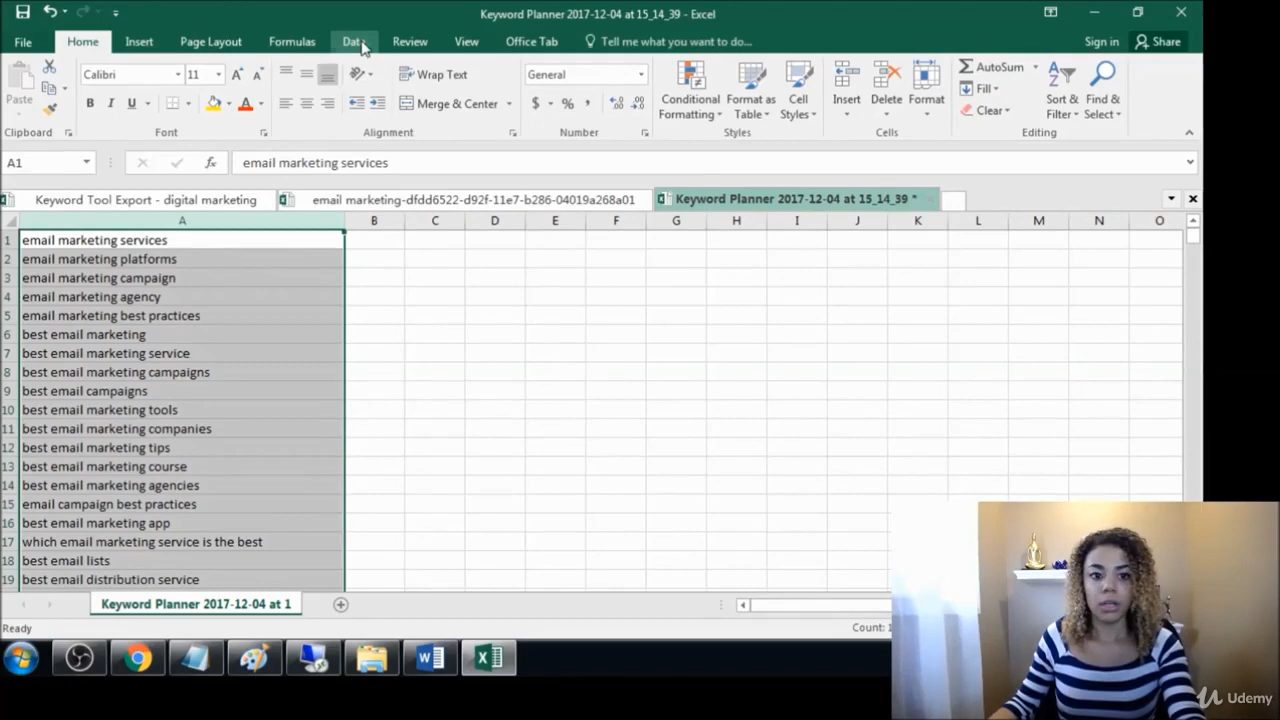 Keyword Planner 2017-12-04 at 15_14_39 - Excel
File Home Insert Page Layout Formulas Data Review View Office Tab Tell me what you want to do... Sign in Share
Paste Calibri 11 Wrap Text General Conditional Formatting Format as Table Cell Styles Insert Delete Format AutoSum Fill Clear Sort & Filter Find & Select
B I U Merge & Center $ % ,
Clipboard Font Alignment Number Styles Cells Editing
A1 fx email marketing services
Keyword Tool Export - digital marketing email marketing-dfdd6522-d92f-11e7-b286-04019a268a01 Keyword Planner 2017-12-04 at 15_14_39 *
A B C D E F G H I J K L M N O
1 email marketing services
2 email marketing platforms
3 email marketing campaign
4 email marketing agency
5 email marketing best practices
6 best email marketing
7 best email marketing service
8 best email marketing campaigns
9 best email campaigns
10 best email marketing tools
11 best email marketing companies
12 best email marketing tips
13 best email marketing course
14 best email marketing agencies
15 email campaign best practices
16 best email marketing app
17 which email marketing service is the best
18 best email lists
19 best email distribution service
Keyword Planner 2017-12-04 at 1
Ready Count:
Udemy